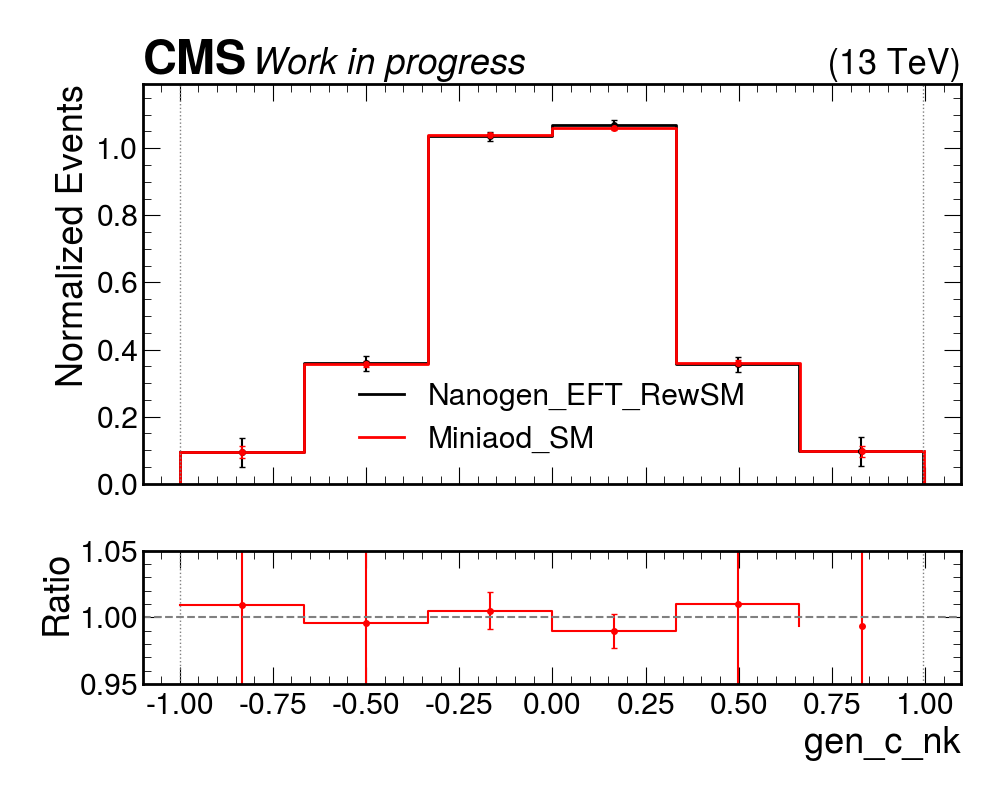 CMS Work in progress (13 TeV)
Normalized Events
1.0
0.8
0.6
0.4
0.2
0.0
Nanogen_EFT_RewSM
Miniaod_SM
Ratio
1.05
1.00
0.95
-1.00 -0.75 -0.50 -0.25 0.00 0.25 0.50 0.75 1.00
gen_c_nk